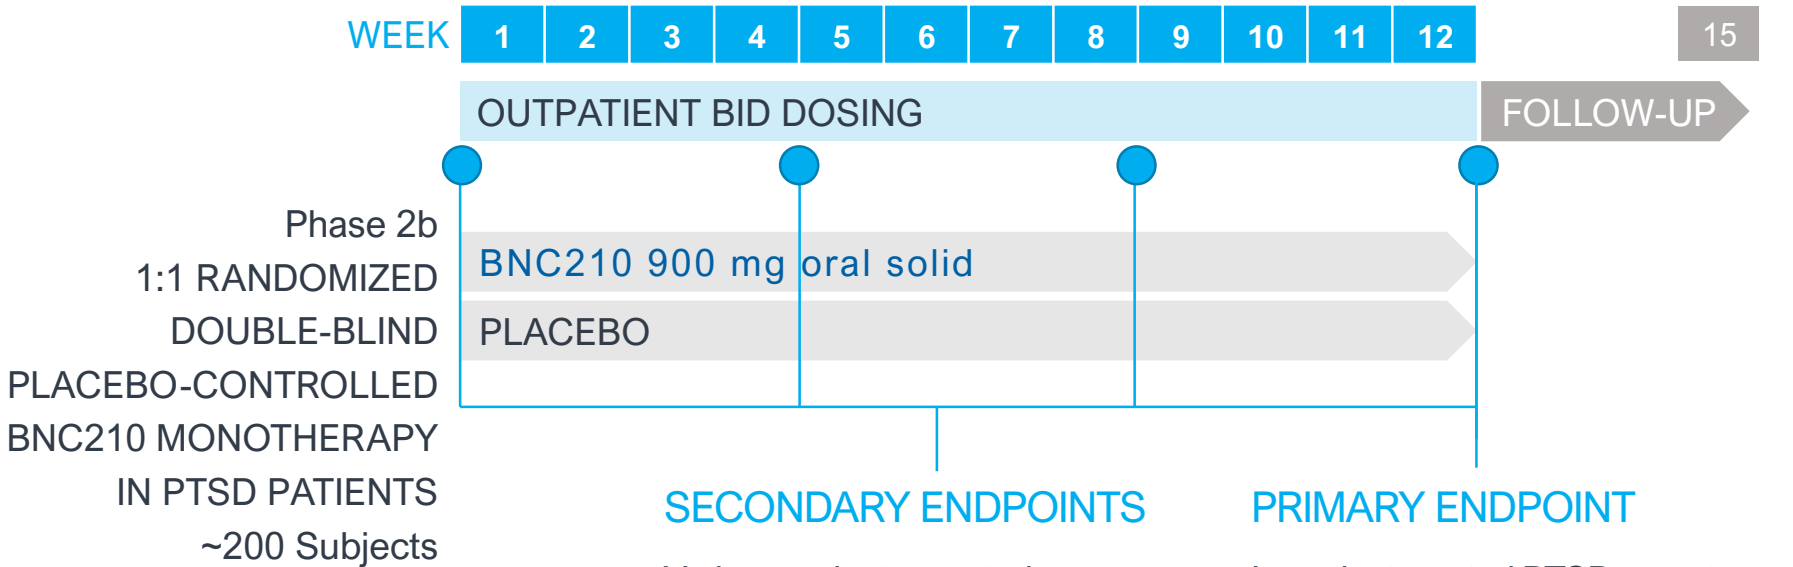 WEEK 1 2 3 4 5 6 7 8 9 10 11 12 15
OUTPATIENT BID DOSING FOLLOW-UP
Phase 2b
1:1 RANDOMIZED
DOUBLE-BLIND
PLACEBO-CONTROLLED
BNC210 MONOTHERAPY
IN PTSD PATIENTS
~200 Subjects
BNC210 900 mg oral solid
PLACEBO
SECONDARY ENDPOINTS
PRIMARY ENDPOINT
PTSD